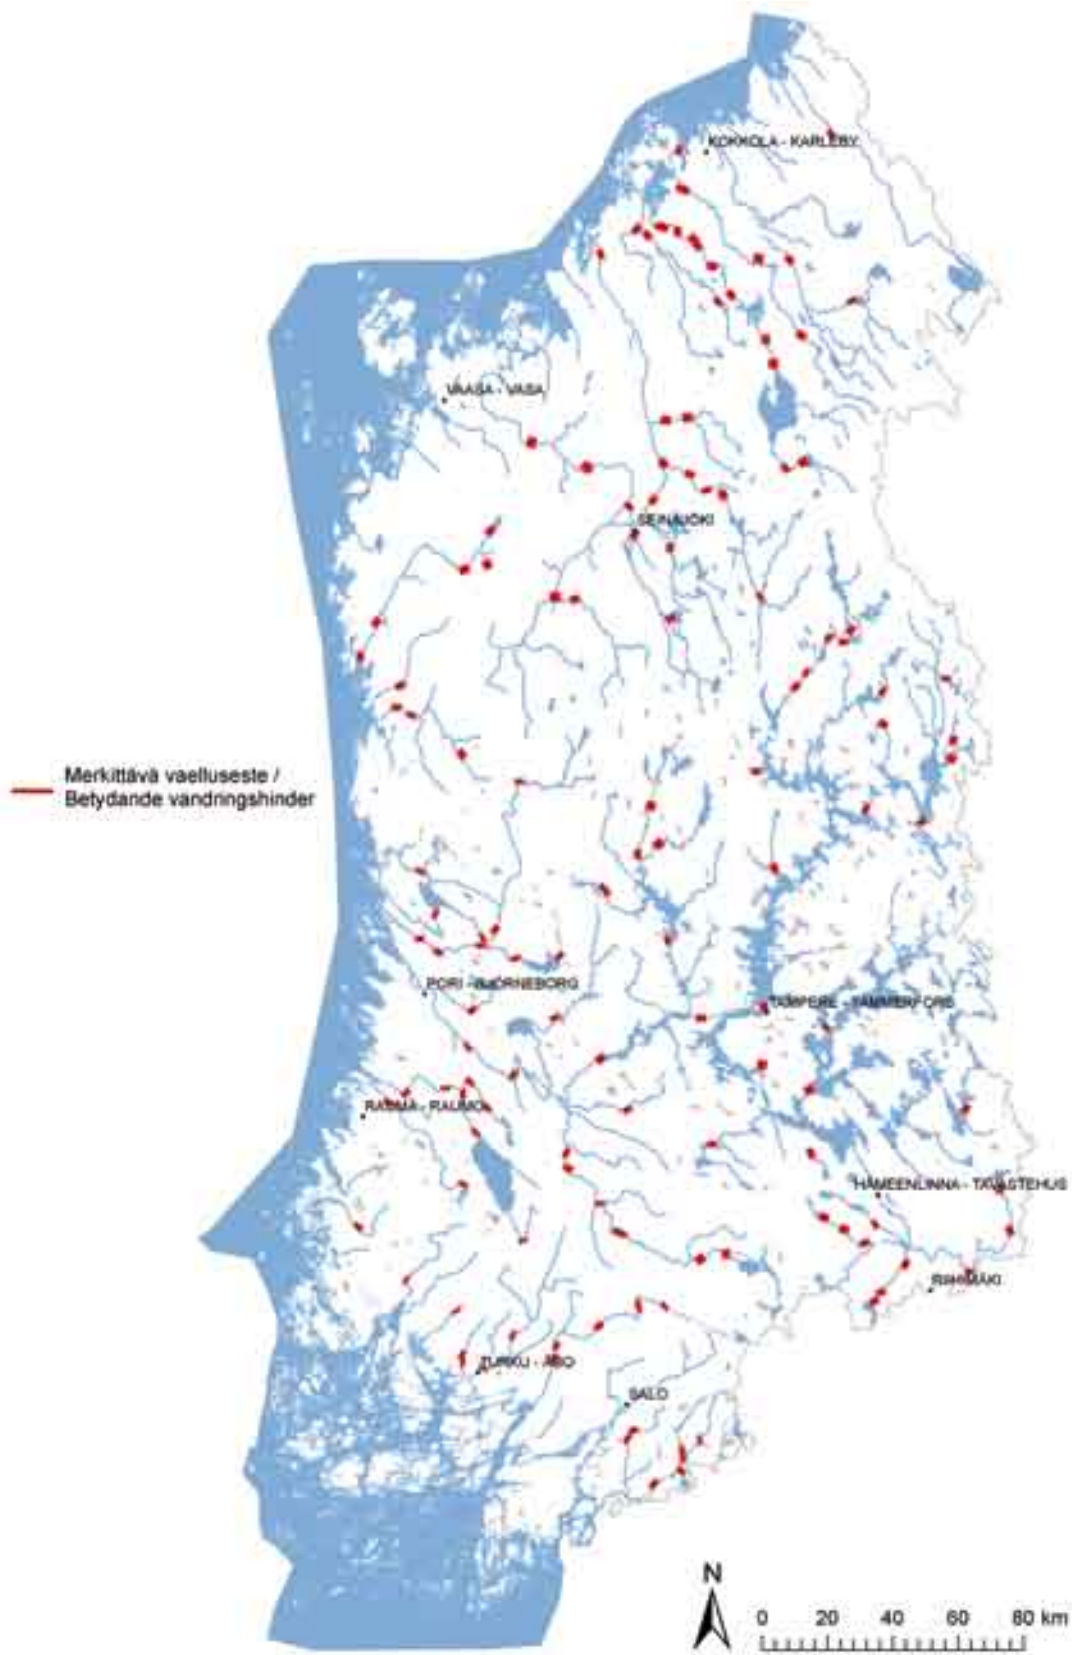 KOKKOLA - KARLEBY
VAASA - VASA
SEINÄJOKI
Merkittävä vaelluseste /
Betydande vandringshinder
PORI - BJÖRNEBORG
TAMPERE - TAMMERFORS
RAUMA - RAUMO
HÄMEENLINNA - TAVASTEHUS
RIIHIMÄKI
TURKU - ÅBO
SALO
N
0 20 40 60 80 km